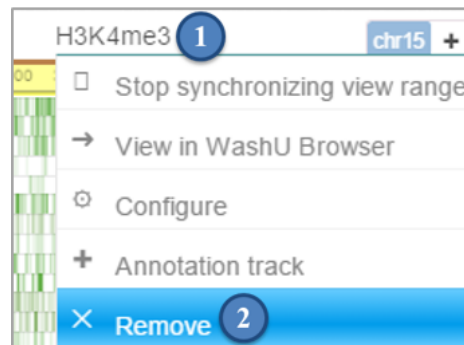 H3K4me3 1 chr15 +
00
Stop synchronizing view range
View in WashU Browser
Configure
Annotation track
Remove 2